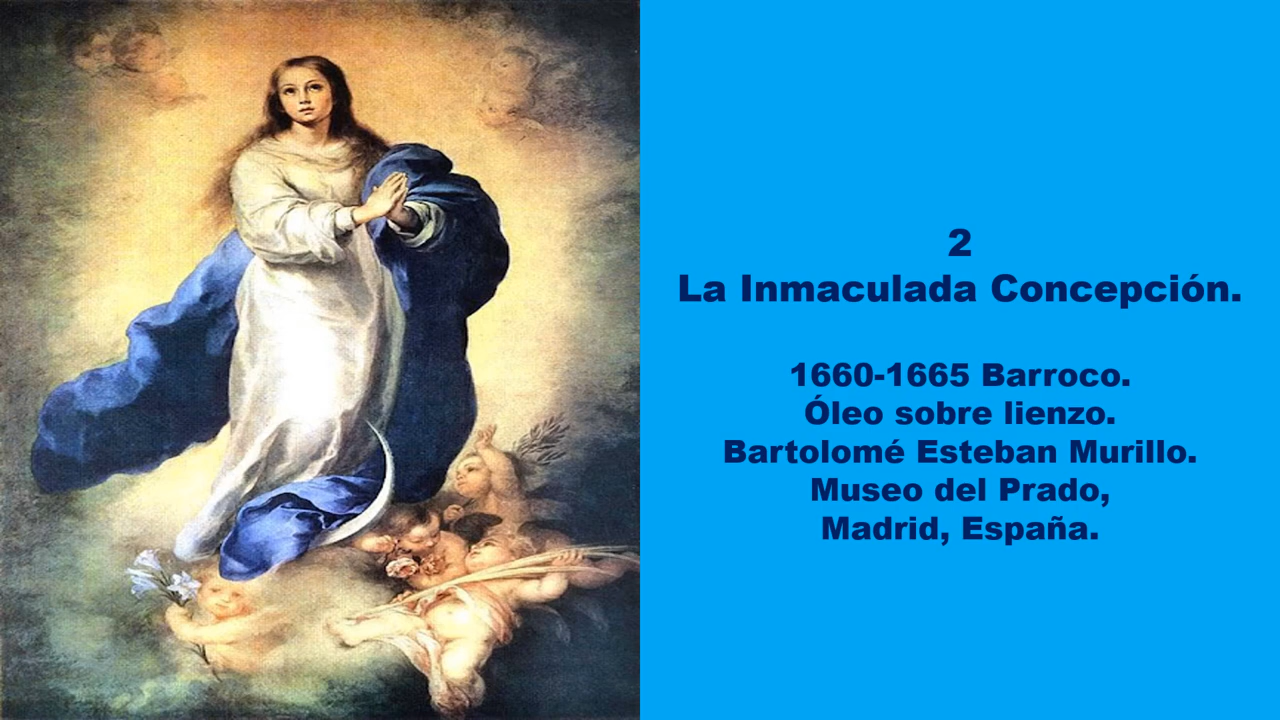 2
La Inmaculada Concepción.
1660-1665 Barroco.
Óleo sobre lienzo.
Bartolomé Esteban Murillo.
Museo del Prado,
Madrid, España.